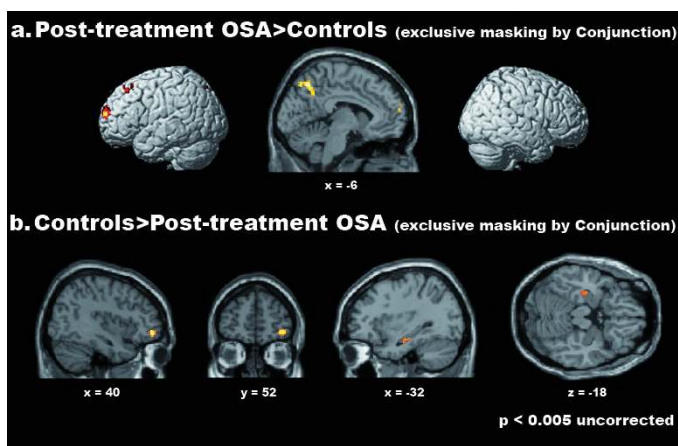 a. Post-treatment OSA>Controls (exclusive masking by Conjunction)
x = -6
b. Controls>Post-treatment OSA (exclusive masking by Conjunction)
x = 40 y = 52 x = -32 z = -18
p < 0.005 uncorrected